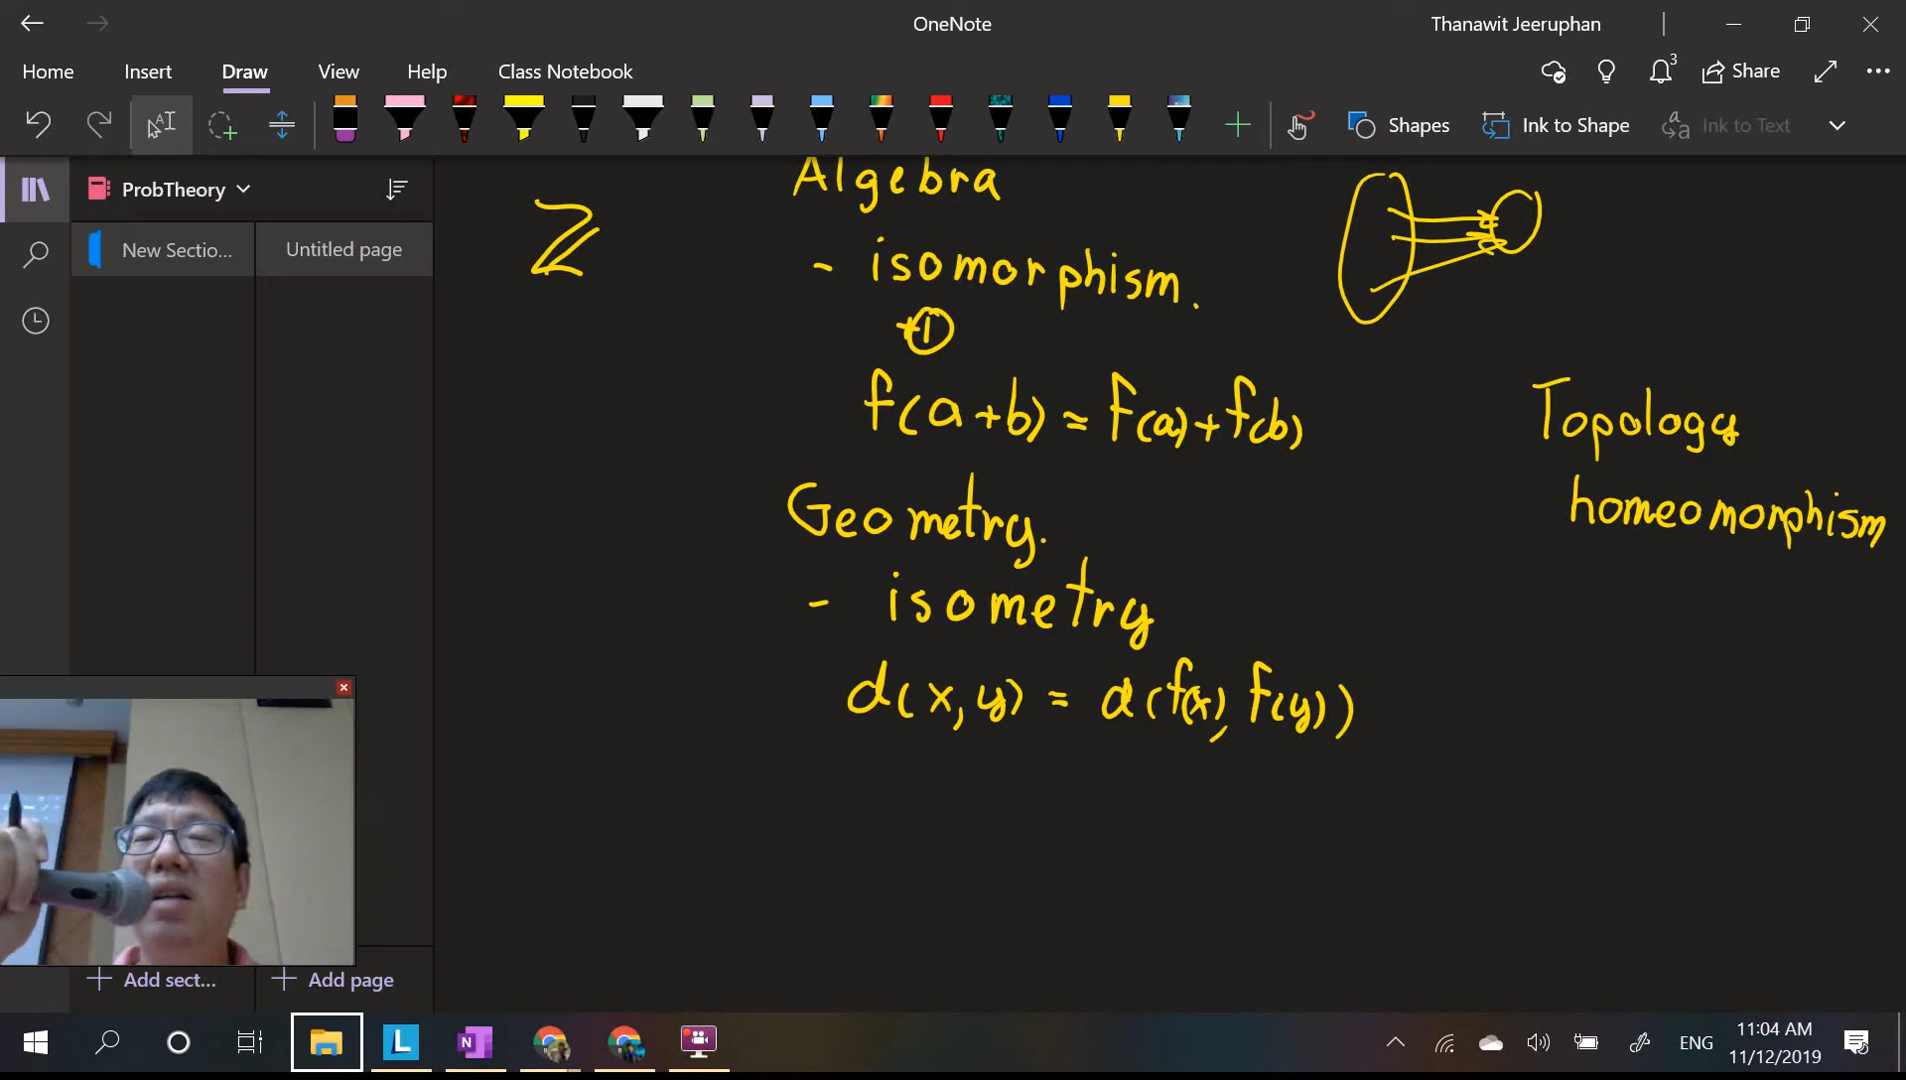 OneNote
Thanawit Jeeruphan
Home Insert Draw View Help Class Notebook
3
Share
Shapes
Ink to Shape
Ink to Text
ProbTheory
New Sectio...
Untitled page
Algebra
ℤ
- isomorphism.
①
f(a+b) = f(a)+f(b)
Topology
homeomorphism
Geometry.
- isometry
d(x,y) = d(f(x), f(y))
Add sect...
Add page
ENG
11:04 AM
11/12/2019